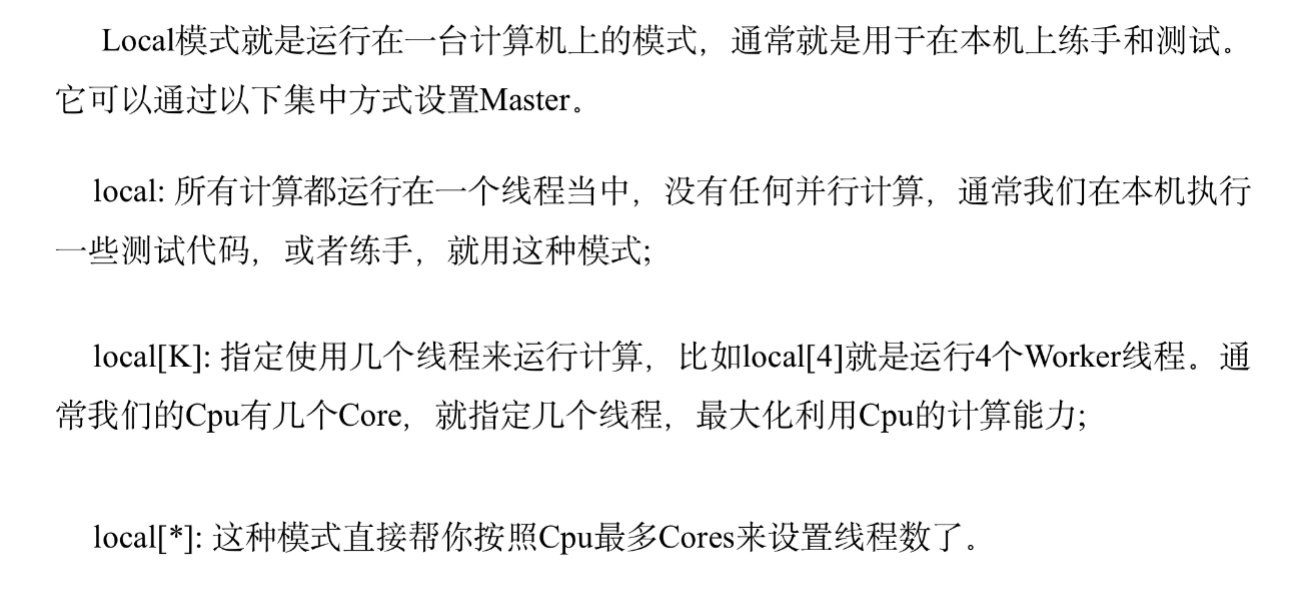 Local模式就是运行在一台计算机上的模式，通常就是用于在本机上练手和测试。
它可以通过以下集中方式设置Master。
local: 所有计算都运行在一个线程当中，没有任何并行计算，通常我们在本机执行
一些测试代码，或者练手，就用这种模式;
local[K]: 指定使用几个线程来运行计算，比如local[4]就是运行4个Worker线程。通
常我们的Cpu有几个Core，就指定几个线程，最大化利用Cpu的计算能力;
local[*]: 这种模式直接帮你按照Cpu最多Cores来设置线程数了。